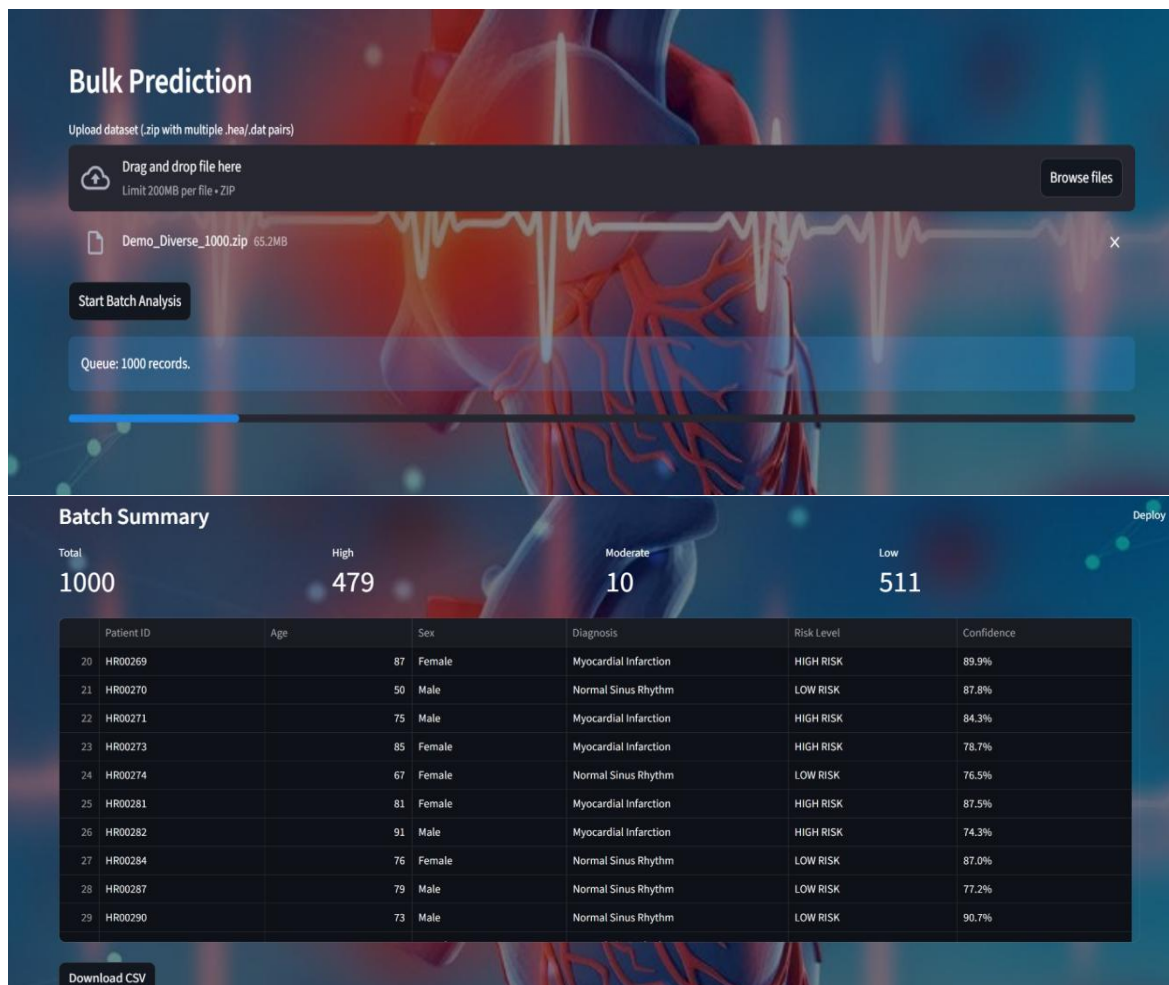 Bulk Prediction
Upload dataset (.zip with multiple .hea/.dat pairs)
Drag and drop file here
Limit 200MB per file • ZIP
Browse files
Demo_Diverse_1000.zip 65.2MB
X
Start Batch Analysis
Queue: 1000 records.
Batch Summary
Deploy
Total High Moderate Low
1000 479 10 511
Patient ID Age Sex Diagnosis Risk Level Confidence
20 HR00269 87 Female Myocardial Infarction HIGH RISK 89.9%
21 HR00270 50 Male Normal Sinus Rhythm LOW RISK 87.8%
22 HR00271 75 Male Myocardial Infarction HIGH RISK 84.3%
23 HR00273 85 Female Myocardial Infarction HIGH RISK 78.7%
24 HR00274 67 Female Normal Sinus Rhythm LOW RISK 76.5%
25 HR00281 81 Female Myocardial Infarction HIGH RISK 87.5%
26 HR00282 91 Male Myocardial Infarction HIGH RISK 74.3%
27 HR00284 76 Female Normal Sinus Rhythm LOW RISK 87.0%
28 HR00287 79 Male Normal Sinus Rhythm LOW RISK 77.2%
29 HR00290 73 Male Normal Sinus Rhythm LOW RISK 90.7%
Download CSV